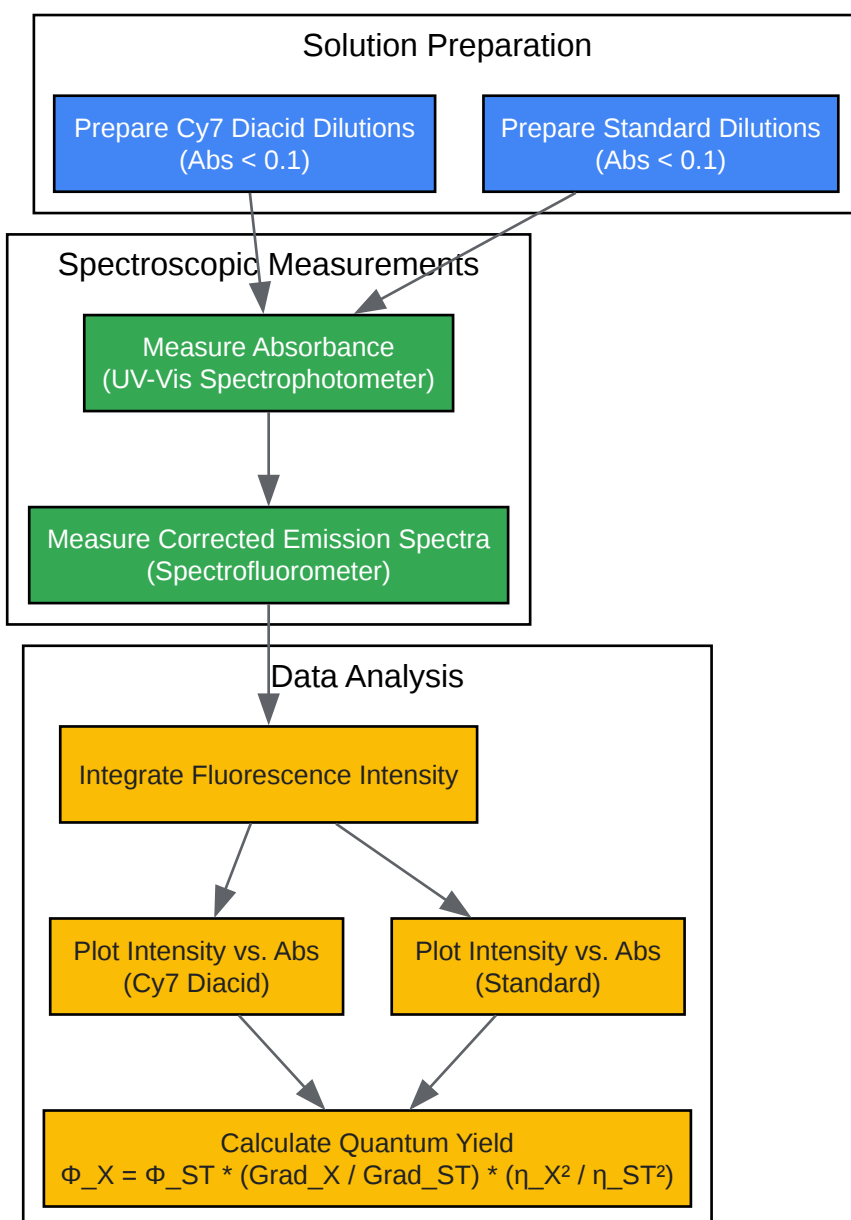 Solution Preparation
Prepare Cy7 Diacid Dilutions
(Abs < 0.1)
Prepare Standard Dilutions
(Abs < 0.1)
Spectroscopic Measurements
Measure Absorbance
(UV-Vis Spectrophotometer)
Measure Corrected Emission Spectra
(Spectrofluorometer)
Data Analysis
Integrate Fluorescence Intensity
Plot Intensity vs. Abs
(Cy7 Diacid)
Plot Intensity vs. Abs
(Standard)
Calculate Quantum Yield
Φ_X = Φ_ST * (Grad_X / Grad_ST) * (η_X² / η_ST²)